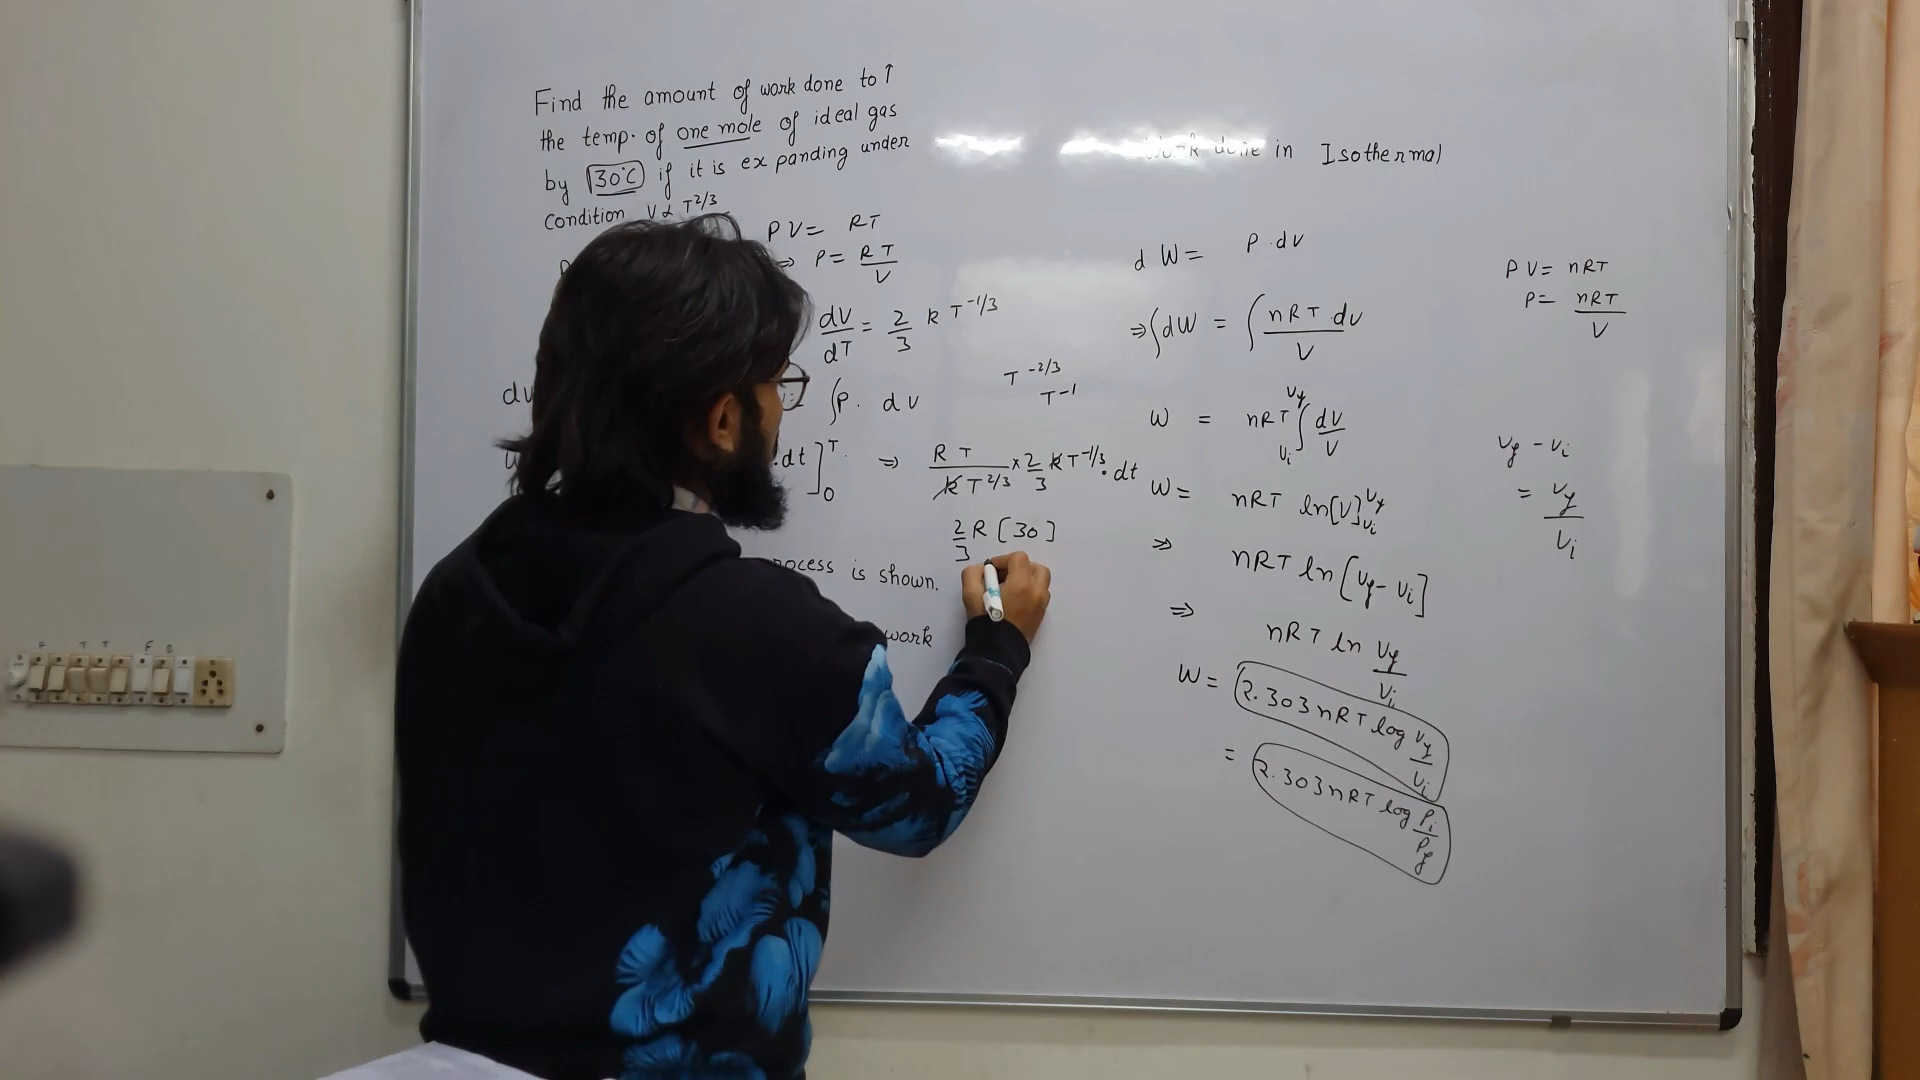 Find the amount of work done to ↑
the temp. of one mole of ideal gas
by 30°C if it is expanding under
condition V ∝ T^2/3
PV = RT
⇒ P = RT/V
dV/dT = 2/3 k T^-1/3
dv
∫P. dv
T^-2/3
T^-1
.dt]_0^T
⇒ RT/kT^2/3 × 2/3 kT^-1/3 . dt
2/3 R [30]
process is shown.
work
Work done in Isothermal
dW = P.dv
⇒ ∫dW = ∫ nRT dv/V
W = nRT ∫_Vi^Vf dV/V
W = nRT ln[V]_Vi^Vf
⇒ nRT ln[Vf - Vi]
⇒ nRT ln Vf/Vi
W = 2.303 nRT log Vf/Vi
= 2.303 nRT log Pi/Pf
PV = nRT
P = nRT/V
Vf - Vi
= Vf/Vi